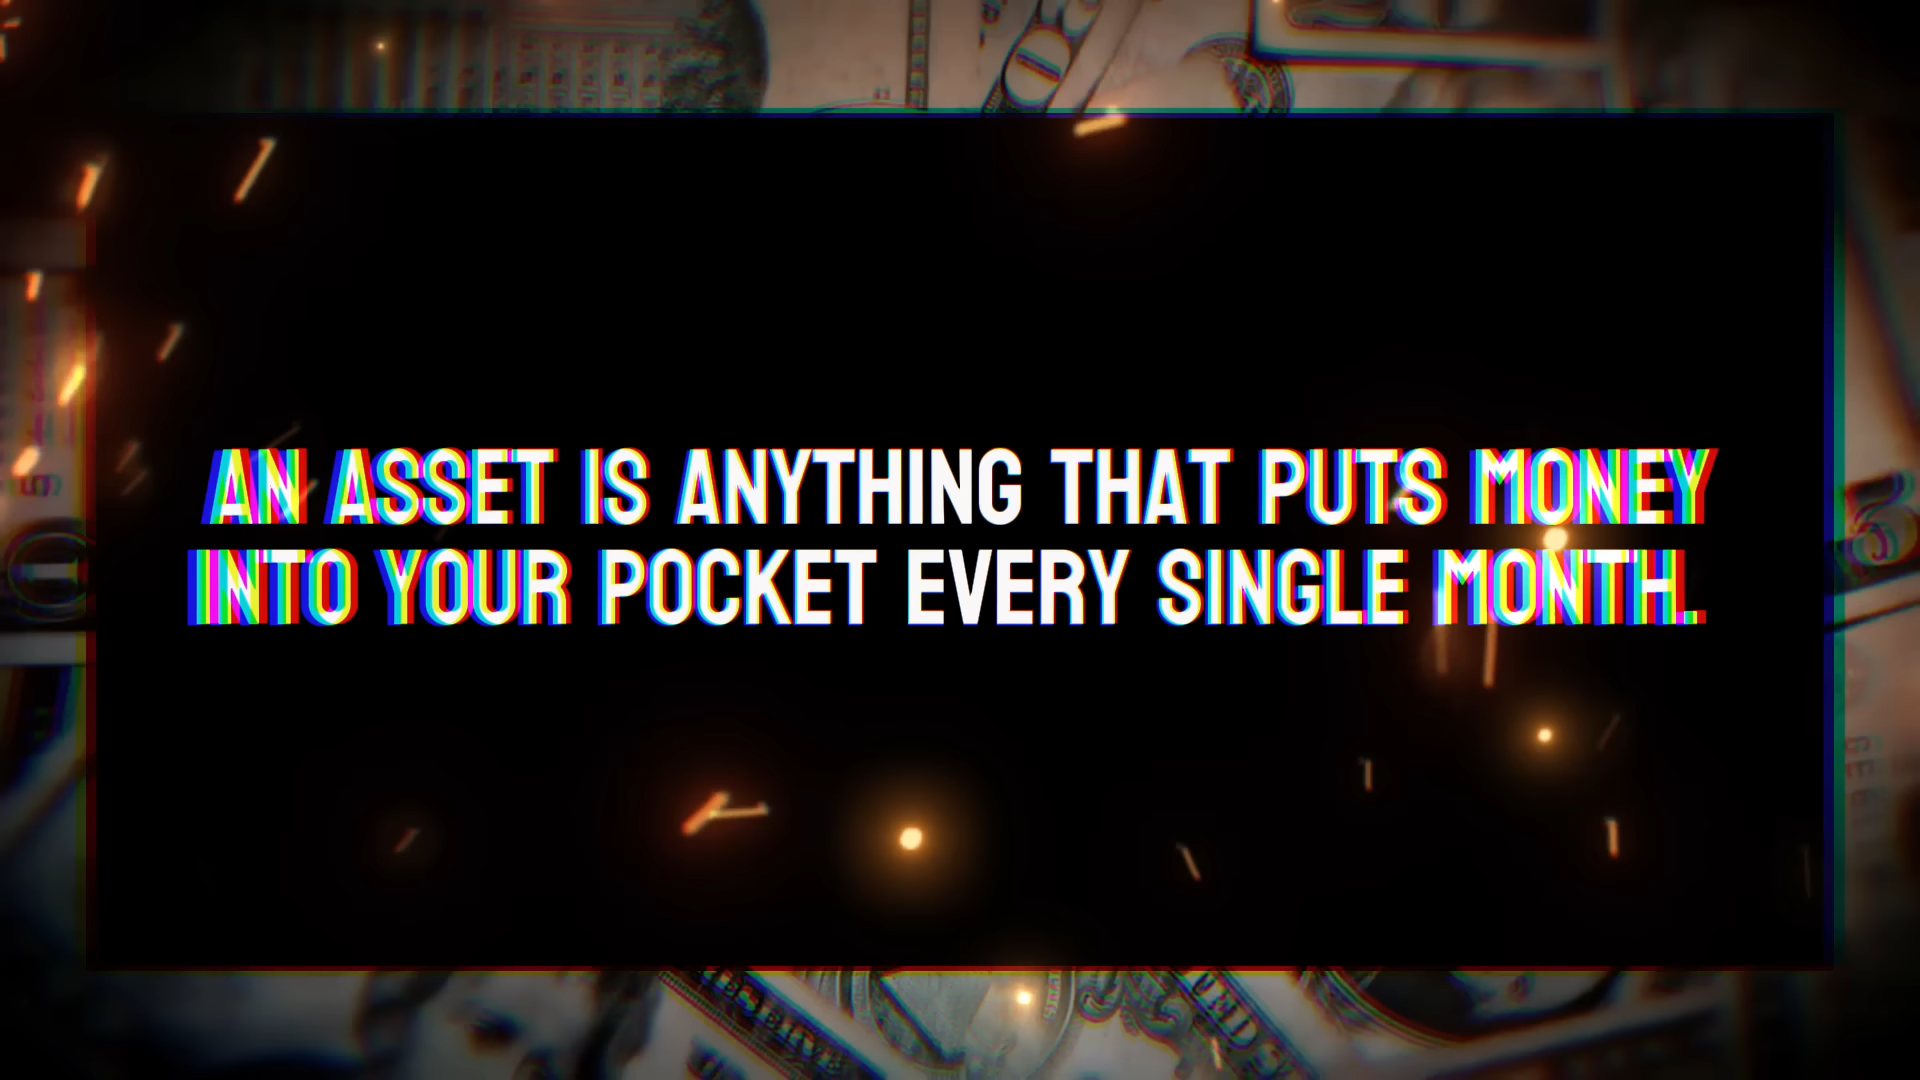 AN ASSET IS ANYTHING THAT PUTS MONEY
INTO YOUR POCKET EVERY SINGLE MONTH.